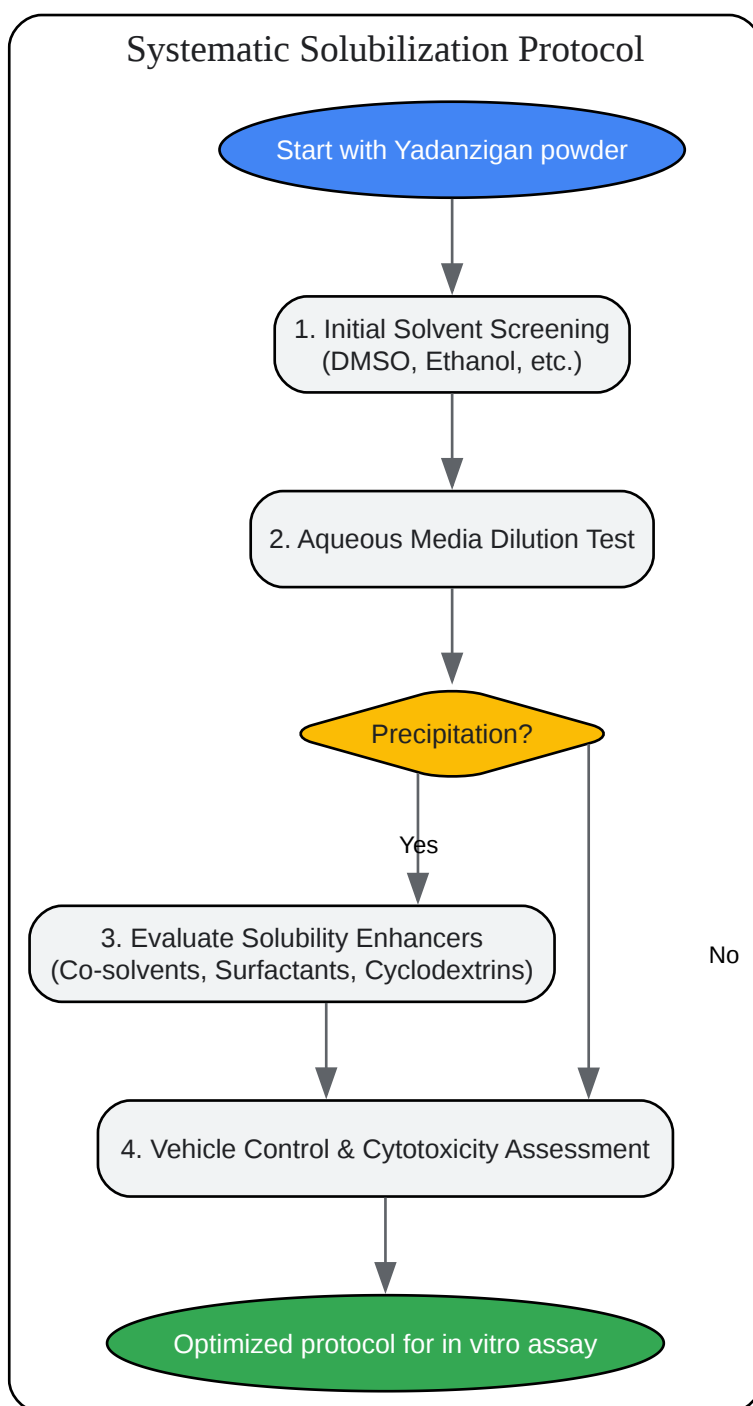 Systematic Solubilization Protocol
Start with Yadanzigan powder
1. Initial Solvent Screening
(DMSO, Ethanol, etc.)
2. Aqueous Media Dilution Test
Precipitation?
Yes
3. Evaluate Solubility Enhancers
(Co-solvents, Surfactants, Cyclodextrins)
No
4. Vehicle Control & Cytotoxicity Assessment
Optimized protocol for in vitro assay